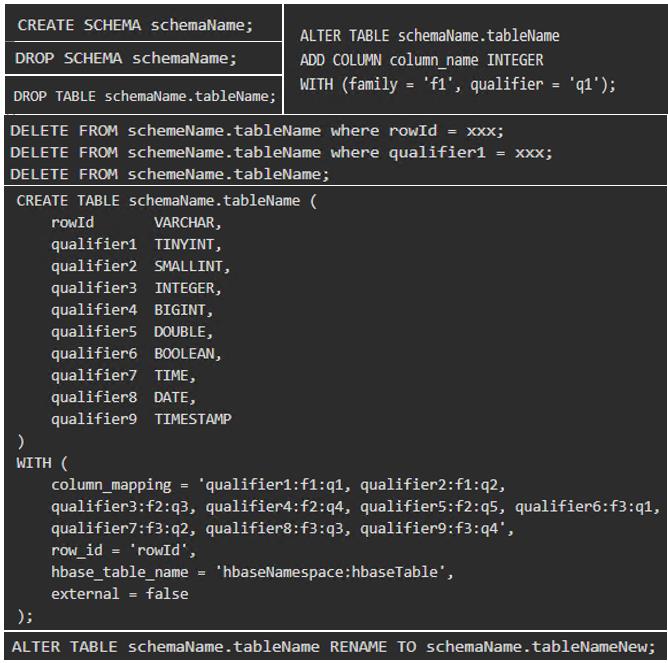 CREATE SCHEMA schemaName;
DROP SCHEMA schemaName;
DROP TABLE schemaName.tableName;
ALTER TABLE schemaName.tableName
ADD COLUMN column_name INTEGER
WITH (family = 'f1', qualifier = 'q1');
DELETE FROM schemeName.tableName where rowId = xxx;
DELETE FROM schemeName.tableName where qualifier1 = xxx;
DELETE FROM schemeName.tableName;
CREATE TABLE schemaName.tableName (
rowId VARCHAR,
qualifier1 TINYINT,
qualifier2 SMALLINT,
qualifier3 INTEGER,
qualifier4 BIGINT,
qualifier5 DOUBLE,
qualifier6 BOOLEAN,
qualifier7 TIME,
qualifier8 DATE,
qualifier9 TIMESTAMP
)
WITH (
column_mapping = 'qualifier1:f1:q1, qualifier2:f1:q2,
qualifier3:f2:q3, qualifier4:f2:q4, qualifier5:f2:q5, qualifier6:f3:q1,
qualifier7:f3:q2, qualifier8:f3:q3, qualifier9:f3:q4',
row_id = 'rowId',
hbase_table_name = 'hbaseNamespace:hbaseTable',
external = false
);
ALTER TABLE schemaName.tableName RENAME TO schemaName.tableNameNew;